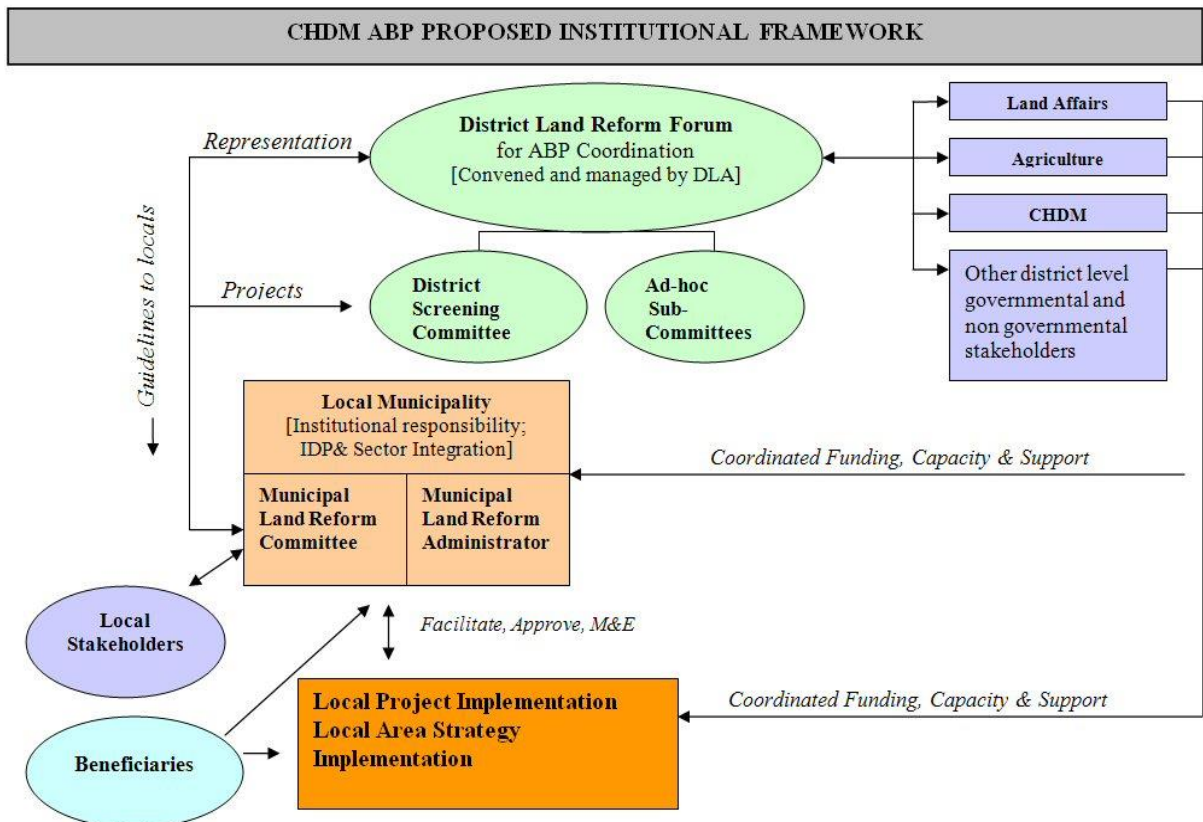 CHDM ABP PROPOSED INSTITUTIONAL FRAMEWORK
District Land Reform Forum
for ABP Coordination
[Convened and managed by DLA]
Representation
Land Affairs
Agriculture
CHDM
Other district level
governmental and
non governmental
stakeholders
Guidelines to locals
Projects
District
Screening
Committee
Ad-hoc
Sub-
Committees
Local Municipality
[Institutional responsibility;
IDP& Sector Integration]
Municipal
Land Reform
Committee
Municipal
Land Reform
Administrator
Coordinated Funding, Capacity & Support
Local
Stakeholders
Facilitate, Approve, M&E
Beneficiaries
Local Project Implementation
Local Area Strategy
Implementation
Coordinated Funding, Capacity & Support